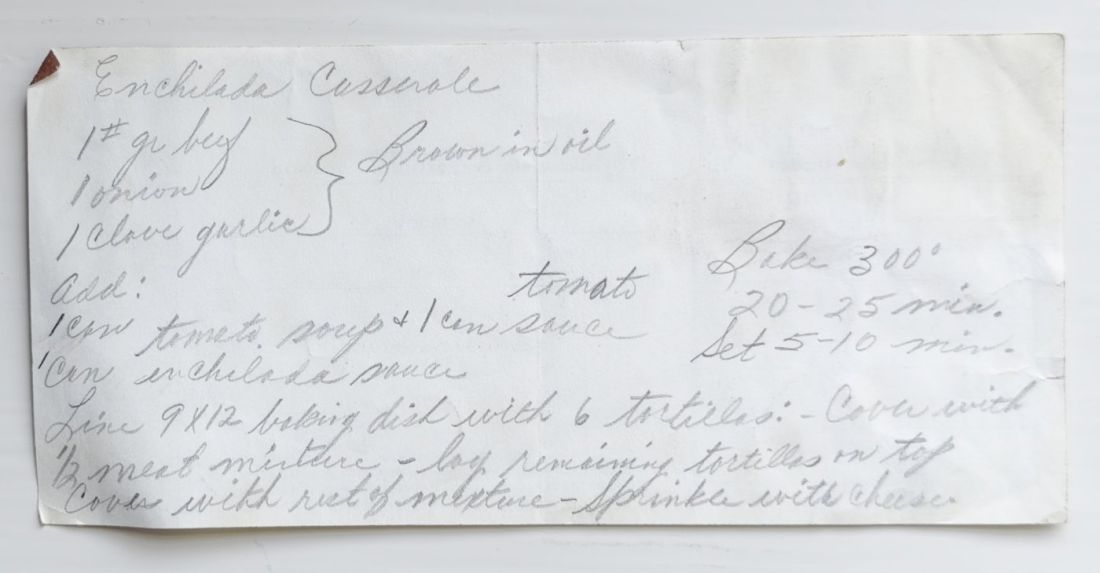 Enchilada Casserole
1# gr beef
1 onion
1 clove garlic
Brown in oil
Add:
1 can tomato soup + 1 can tomato sauce
1 can enchilada sauce
Bake 300°
20-25 min.
Set 5-10 min.
Line 9X12 baking dish with 6 tortillas: - Cover with
1/2 meat mixture - lay remaining tortillas on top
Cover with rest of mixture - Sprinkle with cheese